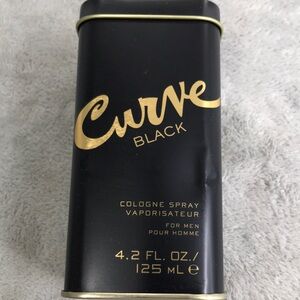 Curve
BLACK
COLOGNE SPRAY
VAPORISATEUR
FOR MEN
POUR HOMME
4.2 FL. OZ./
125 mL ℮